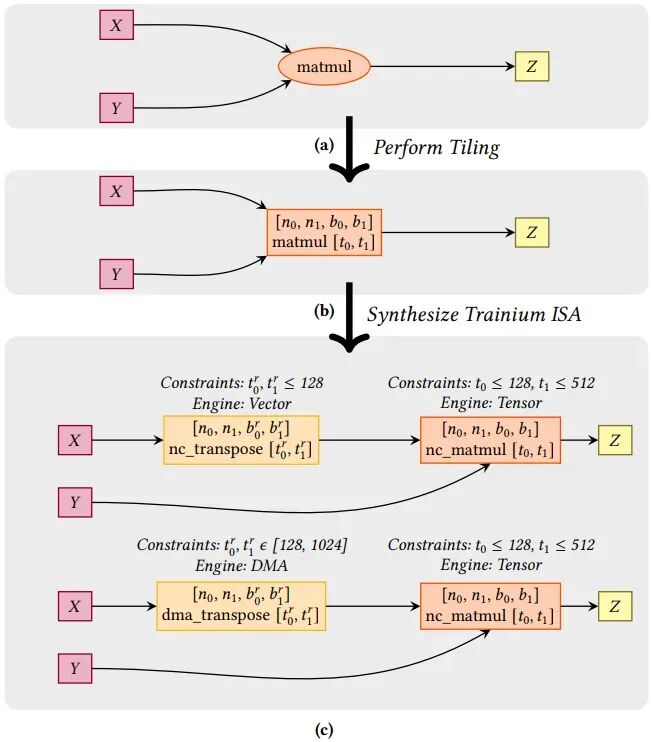 X
matmul
Z
Y
(a)
Perform Tiling
X
[n₀, n₁, b₀, b₁]
matmul [t₀, t₁]
Z
Y
(b)
Synthesize Trainium ISA
Constraints: t₀ʳ, t₁ʳ ≤ 128
Engine: Vector
Constraints: t₀ ≤ 128, t₁ ≤ 512
Engine: Tensor
X
[n₀, n₁, b₀ʳ, b₁ʳ]
nc_transpose [t₀ʳ, t₁ʳ]
[n₀, n₁, b₀, b₁]
nc_matmul [t₀, t₁]
Z
Y
Constraints: t₀ʳ, t₁ʳ ϵ [128, 1024]
Engine: DMA
Constraints: t₀ ≤ 128, t₁ ≤ 512
Engine: Tensor
X
[n₀, n₁, b₀ʳ, b₁ʳ]
dma_transpose [t₀ʳ, t₁ʳ]
[n₀, n₁, b₀, b₁]
nc_matmul [t₀, t₁]
Z
Y
(c)